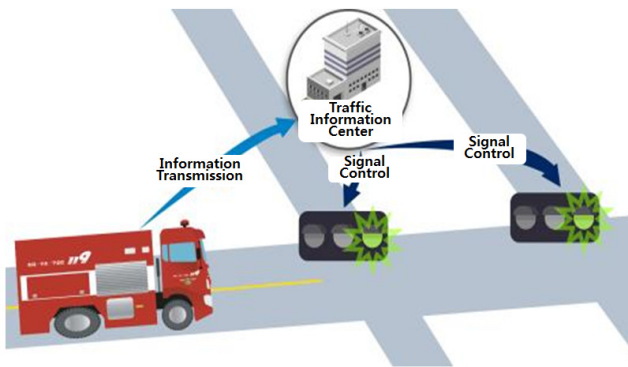 Traffic
Information
Center
Information
Transmission
Signal
Control
Signal
Control
119